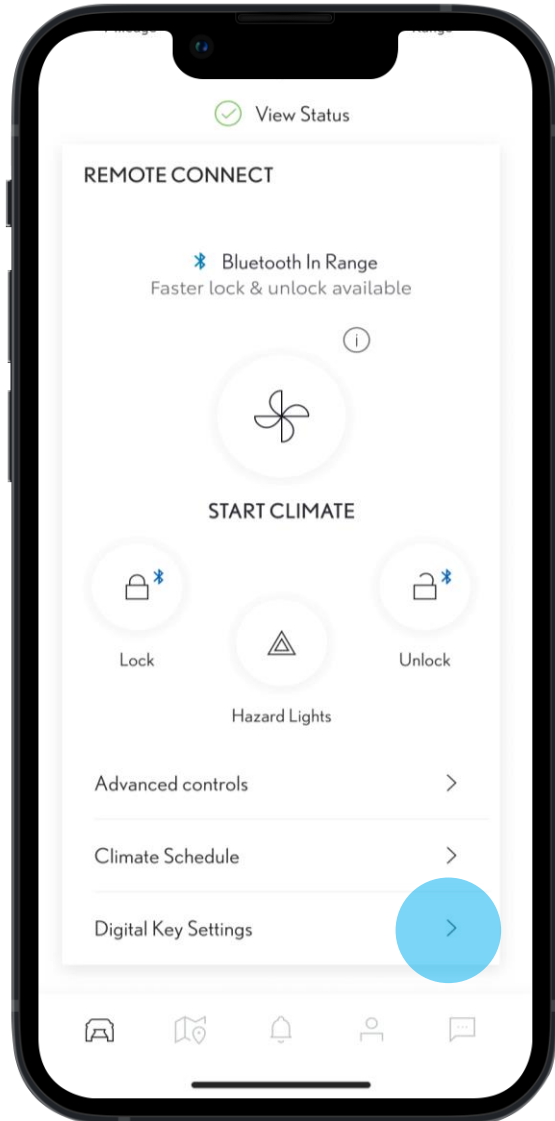 View Status
REMOTE CONNECT
Bluetooth In Range
Faster lock & unlock available
START CLIMATE
Lock
Unlock
Hazard Lights
Advanced controls
Climate Schedule
Digital Key Settings